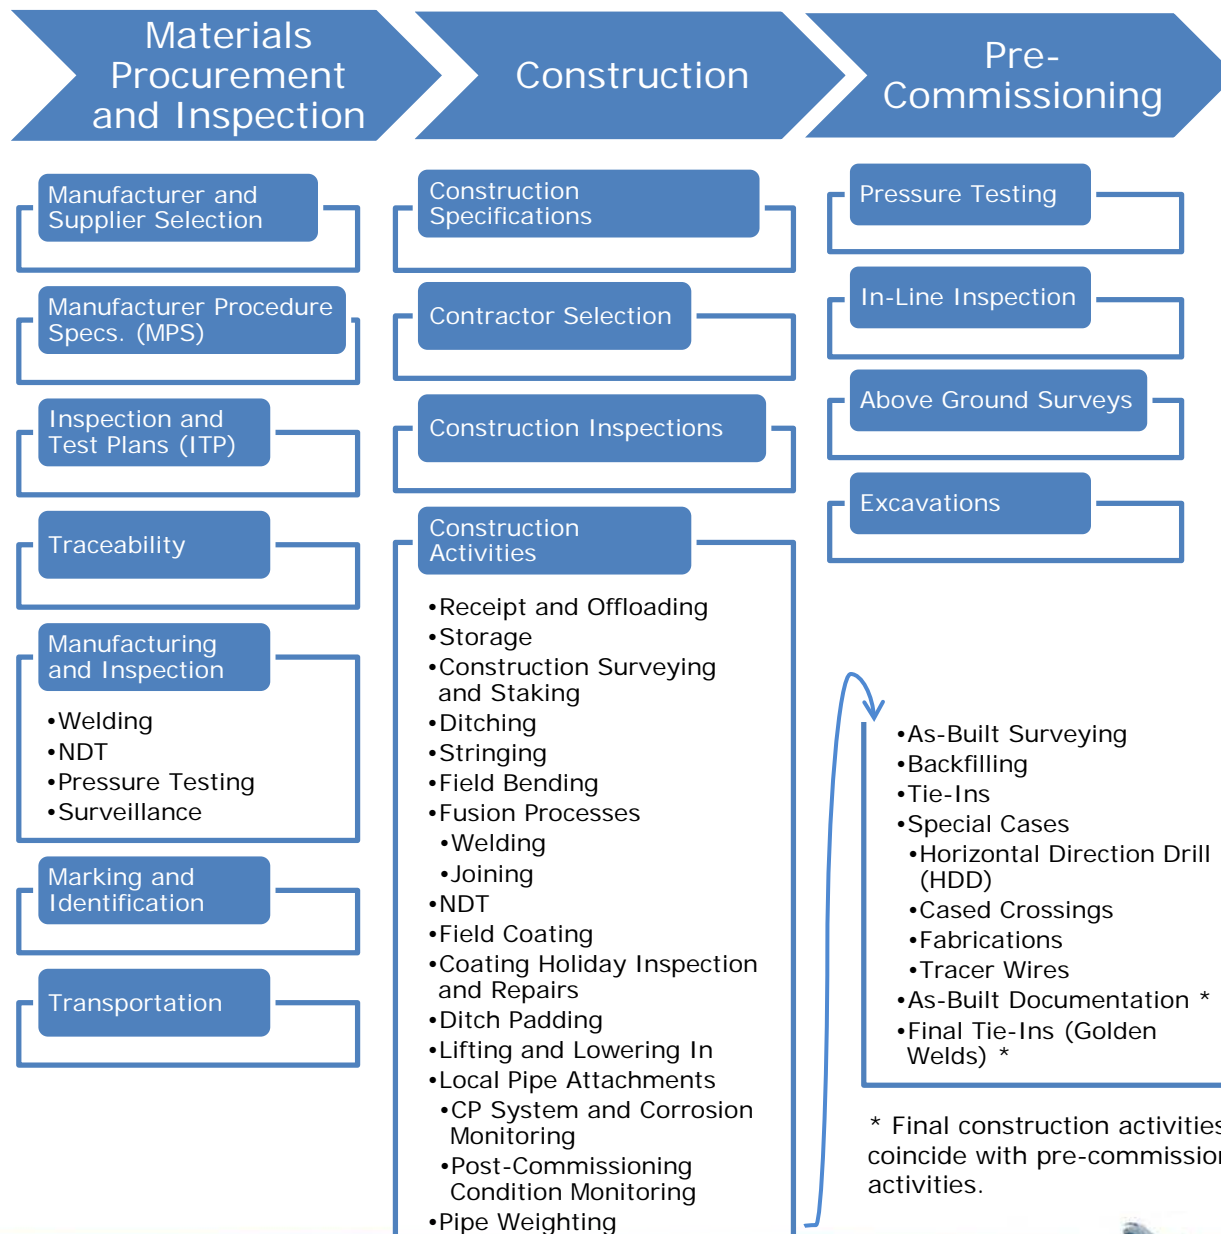 Materials
Procurement
and Inspection
Construction
Pre-
Commissioning
Manufacturer and
Supplier Selection
Manufacturer Procedure
Specs. (MPS)
Inspection and
Test Plans (ITP)
Traceability
Manufacturing
and Inspection
•Welding
•NDT
•Pressure Testing
•Surveillance
Marking and
Identification
Transportation
Construction
Specifications
Contractor Selection
Construction Inspections
Construction
Activities
•Receipt and Offloading
•Storage
•Construction Surveying
and Staking
•Ditching
•Stringing
•Field Bending
•Fusion Processes
•Welding
•Joining
•NDT
•Field Coating
•Coating Holiday Inspection
and Repairs
•Ditch Padding
•Lifting and Lowering In
•Local Pipe Attachments
•CP System and Corrosion
Monitoring
•Post-Commissioning
Condition Monitoring
•Pipe Weighting
Pressure Testing
In-Line Inspection
Above Ground Surveys
Excavations
•As-Built Surveying
•Backfilling
•Tie-Ins
•Special Cases
•Horizontal Direction Drill
(HDD)
•Cased Crossings
•Fabrications
•Tracer Wires
•As-Built Documentation *
•Final Tie-Ins (Golden
Welds) *
* Final construction activities
coincide with pre-commission
activities.